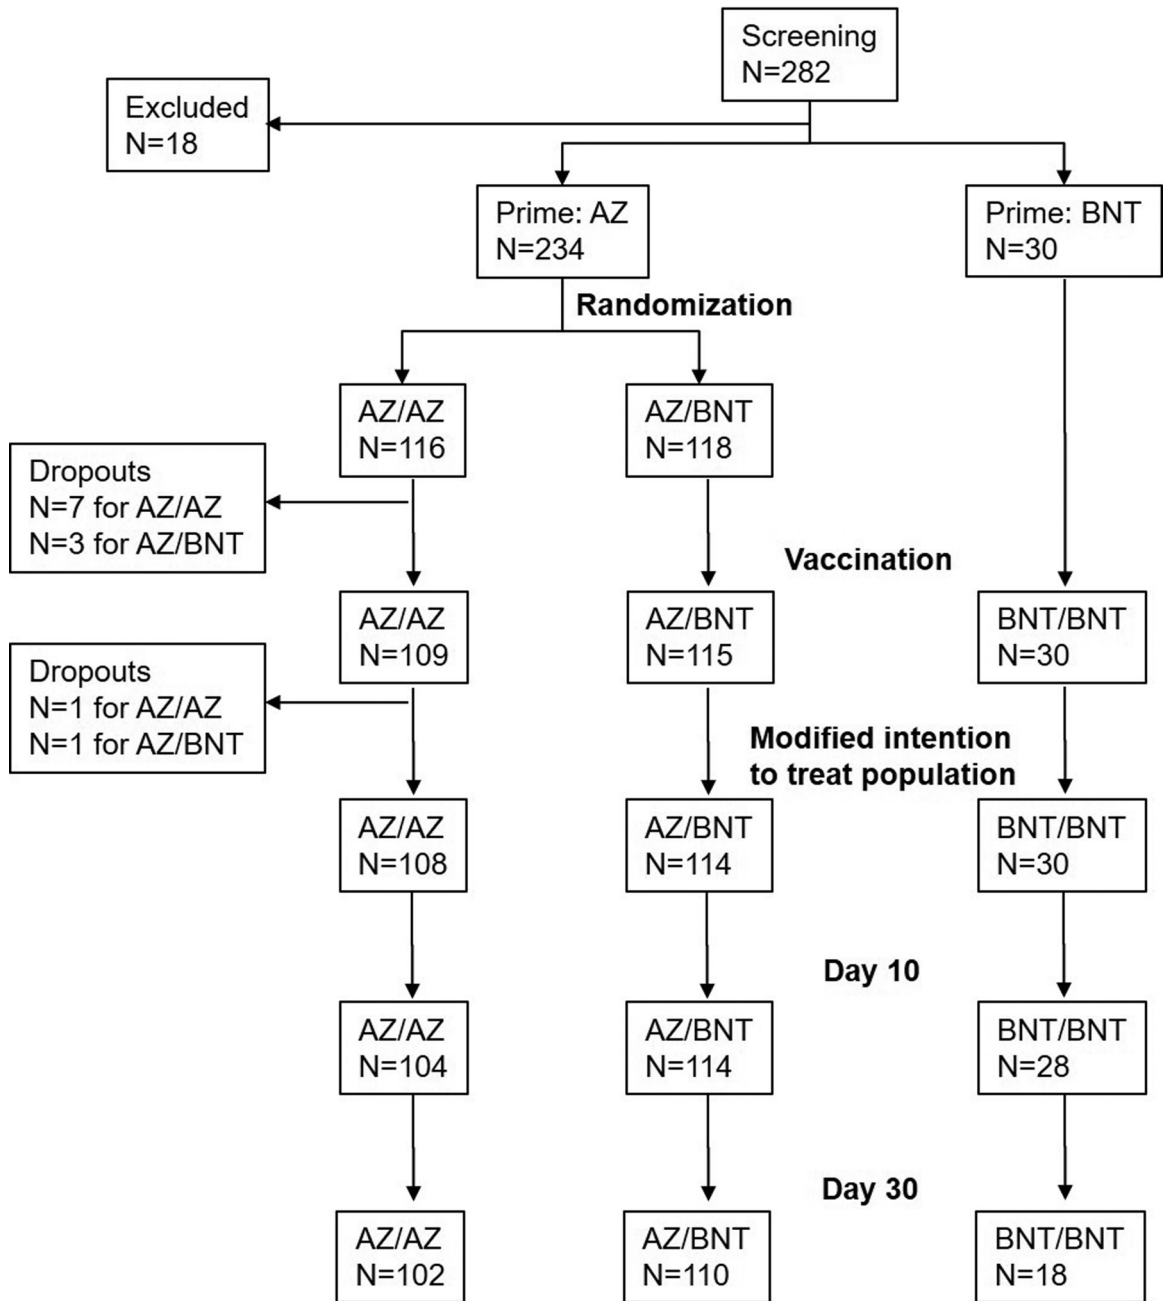 Screening
N=282
Excluded
N=18
Prime: AZ
N=234
Prime: BNT
N=30
Randomization
AZ/AZ
N=116
AZ/BNT
N=118
Dropouts
N=7 for AZ/AZ
N=3 for AZ/BNT
Vaccination
AZ/AZ
N=109
AZ/BNT
N=115
BNT/BNT
N=30
Dropouts
N=1 for AZ/AZ
N=1 for AZ/BNT
Modified intention
to treat population
AZ/AZ
N=108
AZ/BNT
N=114
BNT/BNT
N=30
Day 10
AZ/AZ
N=104
AZ/BNT
N=114
BNT/BNT
N=28
Day 30
AZ/AZ
N=102
AZ/BNT
N=110
BNT/BNT
N=18